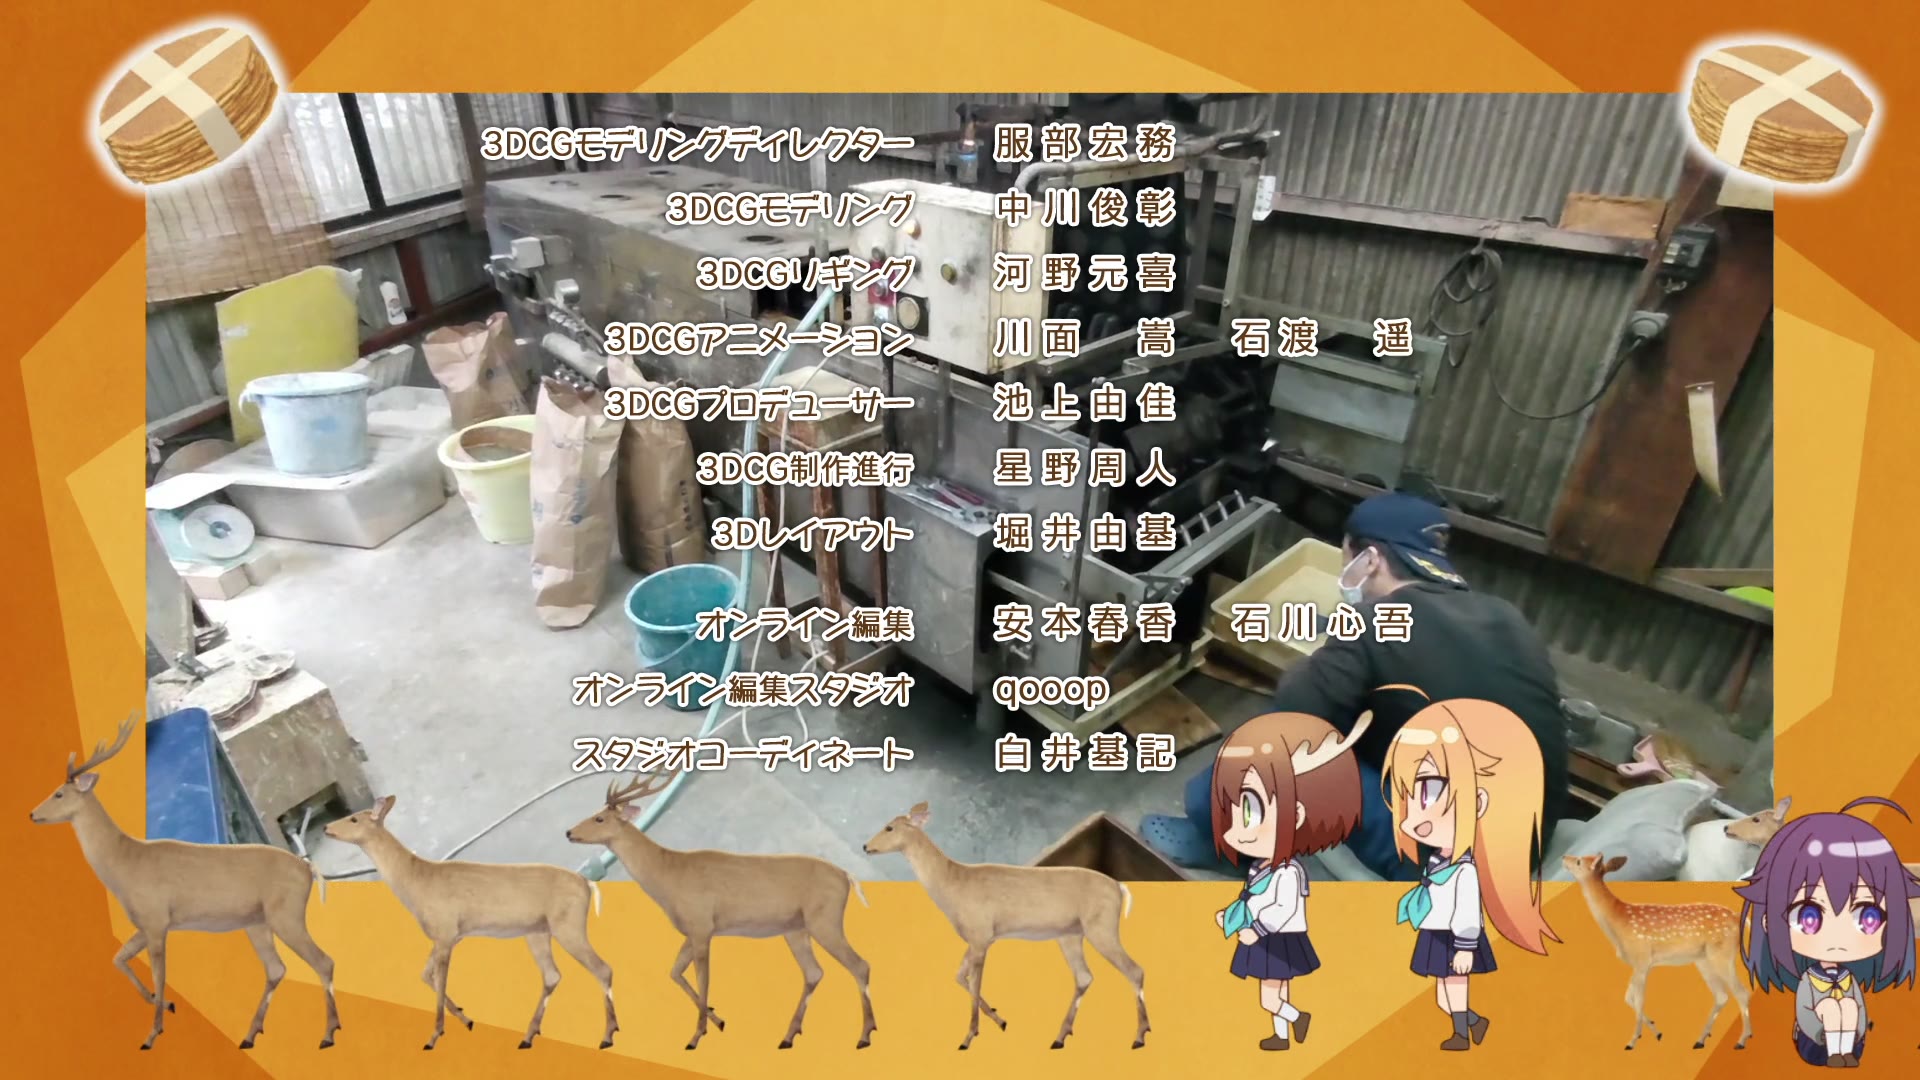 3DCGモデリングディレクター 服部宏務
3DCGモデリング 中川俊彰
3DCGリギング 河野元喜
3DCGアニメーション 川面嵩 石渡遥
3DCGプロデューサー 池上由佳
3DCG制作進行 星野周人
3Dレイアウト 堀井由基
オンライン編集 安本春香 石川心吾
オンライン編集スタジオ qooop
スタジオコーディネート 白井基記